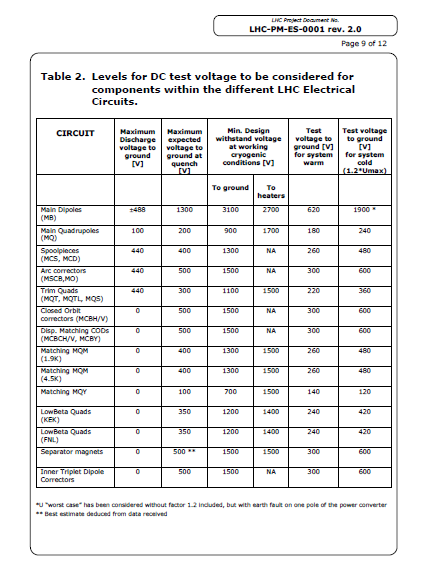 LHC Project Document No.
LHC-PM-ES-0001 rev. 2.0
Page 9 of 12
Table 2. Levels for DC test voltage to be considered for
components within the different LHC Electrical
Circuits.
CIRCUIT | Maximum Discharge voltage to ground [V] | Maximum expected voltage to ground at quench [V] | Min. Design withstand voltage at working cryogenic conditions [V] | Test voltage to ground [V] for system warm | Test voltage to ground [V] for system cold (1.2*Umax)
To ground | To heaters
Main Dipoles (MB) | ±488 | 1300 | 3100 | 2700 | 620 | 1900 *
Main Quadrupoles (MQ) | 100 | 200 | 900 | 1700 | 180 | 240
Spoolpieces (MCS, MCD) | 440 | 400 | 1300 | NA | 260 | 480
Arc correctors (MSCB,MO) | 440 | 500 | 1500 | NA | 300 | 600
Trim Quads (MQT, MQTL, MQS) | 440 | 300 | 1100 | 1500 | 220 | 360
Closed Orbit correctors (MCBH/V) | 0 | 500 | 1500 | NA | 300 | 600
Disp. Matching CODs (MCBCH/V, MCBY) | 0 | 500 | 1500 | NA | 300 | 600
Matching MQM (1.9K) | 0 | 400 | 1300 | 1500 | 260 | 480
Matching MQM (4.5K) | 0 | 400 | 1300 | 1500 | 260 | 480
Matching MQY | 0 | 100 | 700 | 1500 | 140 | 120
LowBeta Quads (KEK) | 0 | 350 | 1200 | 1400 | 240 | 420
LowBeta Quads (FNL) | 0 | 350 | 1200 | 1400 | 240 | 420
Separator magnets | 0 | 500 ** | 1500 | 1500 | 300 | 600
Inner Triplet Dipole Correctors | 0 | 500 | 1500 | NA | 300 | 600
*U "worst case" has been considered without factor 1.2 included, but with earth fault on one pole of the power converter
** Best estimate deduced from data received